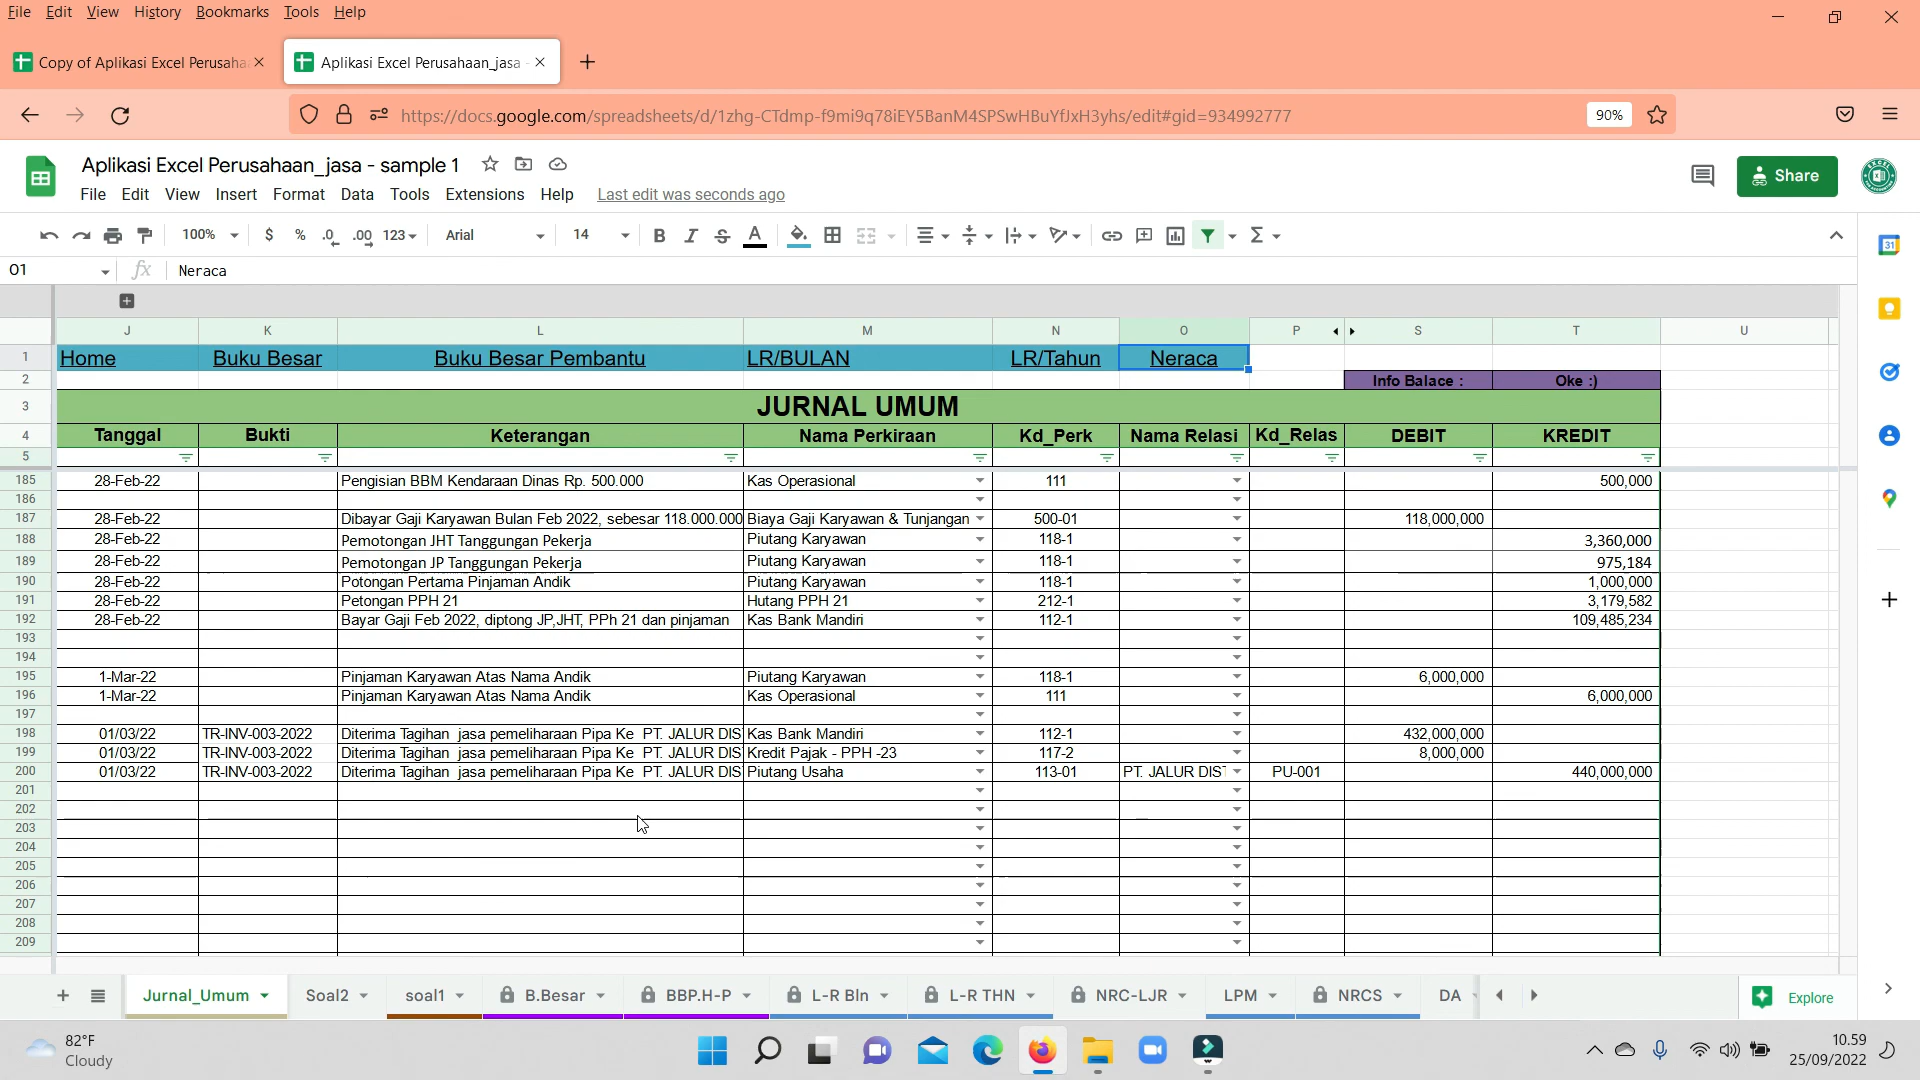 File Edit View History Bookmarks Tools Help
Copy of Aplikasi Excel Perusaha
Aplikasi Excel Perusahaan_jasa -
https://docs.google.com/spreadsheets/d/1zhg-CTdmp-f9mi9q78iEY5BanM4SPSwHBuYfJxH3yhs/edit#gid=934992777 90%
Aplikasi Excel Perusahaan_jasa - sample 1
File Edit View Insert Format Data Tools Extensions Help Last edit was seconds ago
Share
100% $ % .0 .00 123 Arial 14 B I S A Σ
O1 fx Neraca
J K L M N O P S T U
1 Home Buku Besar Buku Besar Pembantu LR/BULAN LR/Tahun Neraca
2 Info Balace : Oke :)
3 JURNAL UMUM
4 Tanggal Bukti Keterangan Nama Perkiraan Kd_Perk Nama Relasi Kd_Relas DEBIT KREDIT
5
185 28-Feb-22 Pengisian BBM Kendaraan Dinas Rp. 500.000 Kas Operasional 111 500,000
186
187 28-Feb-22 Dibayar Gaji Karyawan Bulan Feb 2022, sebesar 118.000.000 Biaya Gaji Karyawan & Tunjangan 500-01 118,000,000
188 28-Feb-22 Pemotongan JHT Tanggungan Pekerja Piutang Karyawan 118-1 3,360,000
189 28-Feb-22 Pemotongan JP Tanggungan Pekerja Piutang Karyawan 118-1 975,184
190 28-Feb-22 Potongan Pertama Pinjaman Andik Piutang Karyawan 118-1 1,000,000
191 28-Feb-22 Petongan PPH 21 Hutang PPH 21 212-1 3,179,582
192 28-Feb-22 Bayar Gaji Feb 2022, diptong JP,JHT, PPh 21 dan pinjaman Kas Bank Mandiri 112-1 109,485,234
193
194
195 1-Mar-22 Pinjaman Karyawan Atas Nama Andik Piutang Karyawan 118-1 6,000,000
196 1-Mar-22 Pinjaman Karyawan Atas Nama Andik Kas Operasional 111 6,000,000
197
198 01/03/22 TR-INV-003-2022 Diterima Tagihan jasa pemeliharaan Pipa Ke PT. JALUR DIS Kas Bank Mandiri 112-1 432,000,000
199 01/03/22 TR-INV-003-2022 Diterima Tagihan jasa pemeliharaan Pipa Ke PT. JALUR DIS Kredit Pajak - PPH -23 117-2 8,000,000
200 01/03/22 TR-INV-003-2022 Diterima Tagihan jasa pemeliharaan Pipa Ke PT. JALUR DIS Piutang Usaha 113-01 PT. JALUR DIST PU-001 440,000,000
201
202
203
204
205
206
207
208
209
Jurnal_Umum Soal2 soal1 B.Besar BBP.H-P L-R Bln L-R THN NRC-LJR LPM NRCS DA Explore
82°F
Cloudy
10.59
25/09/2022